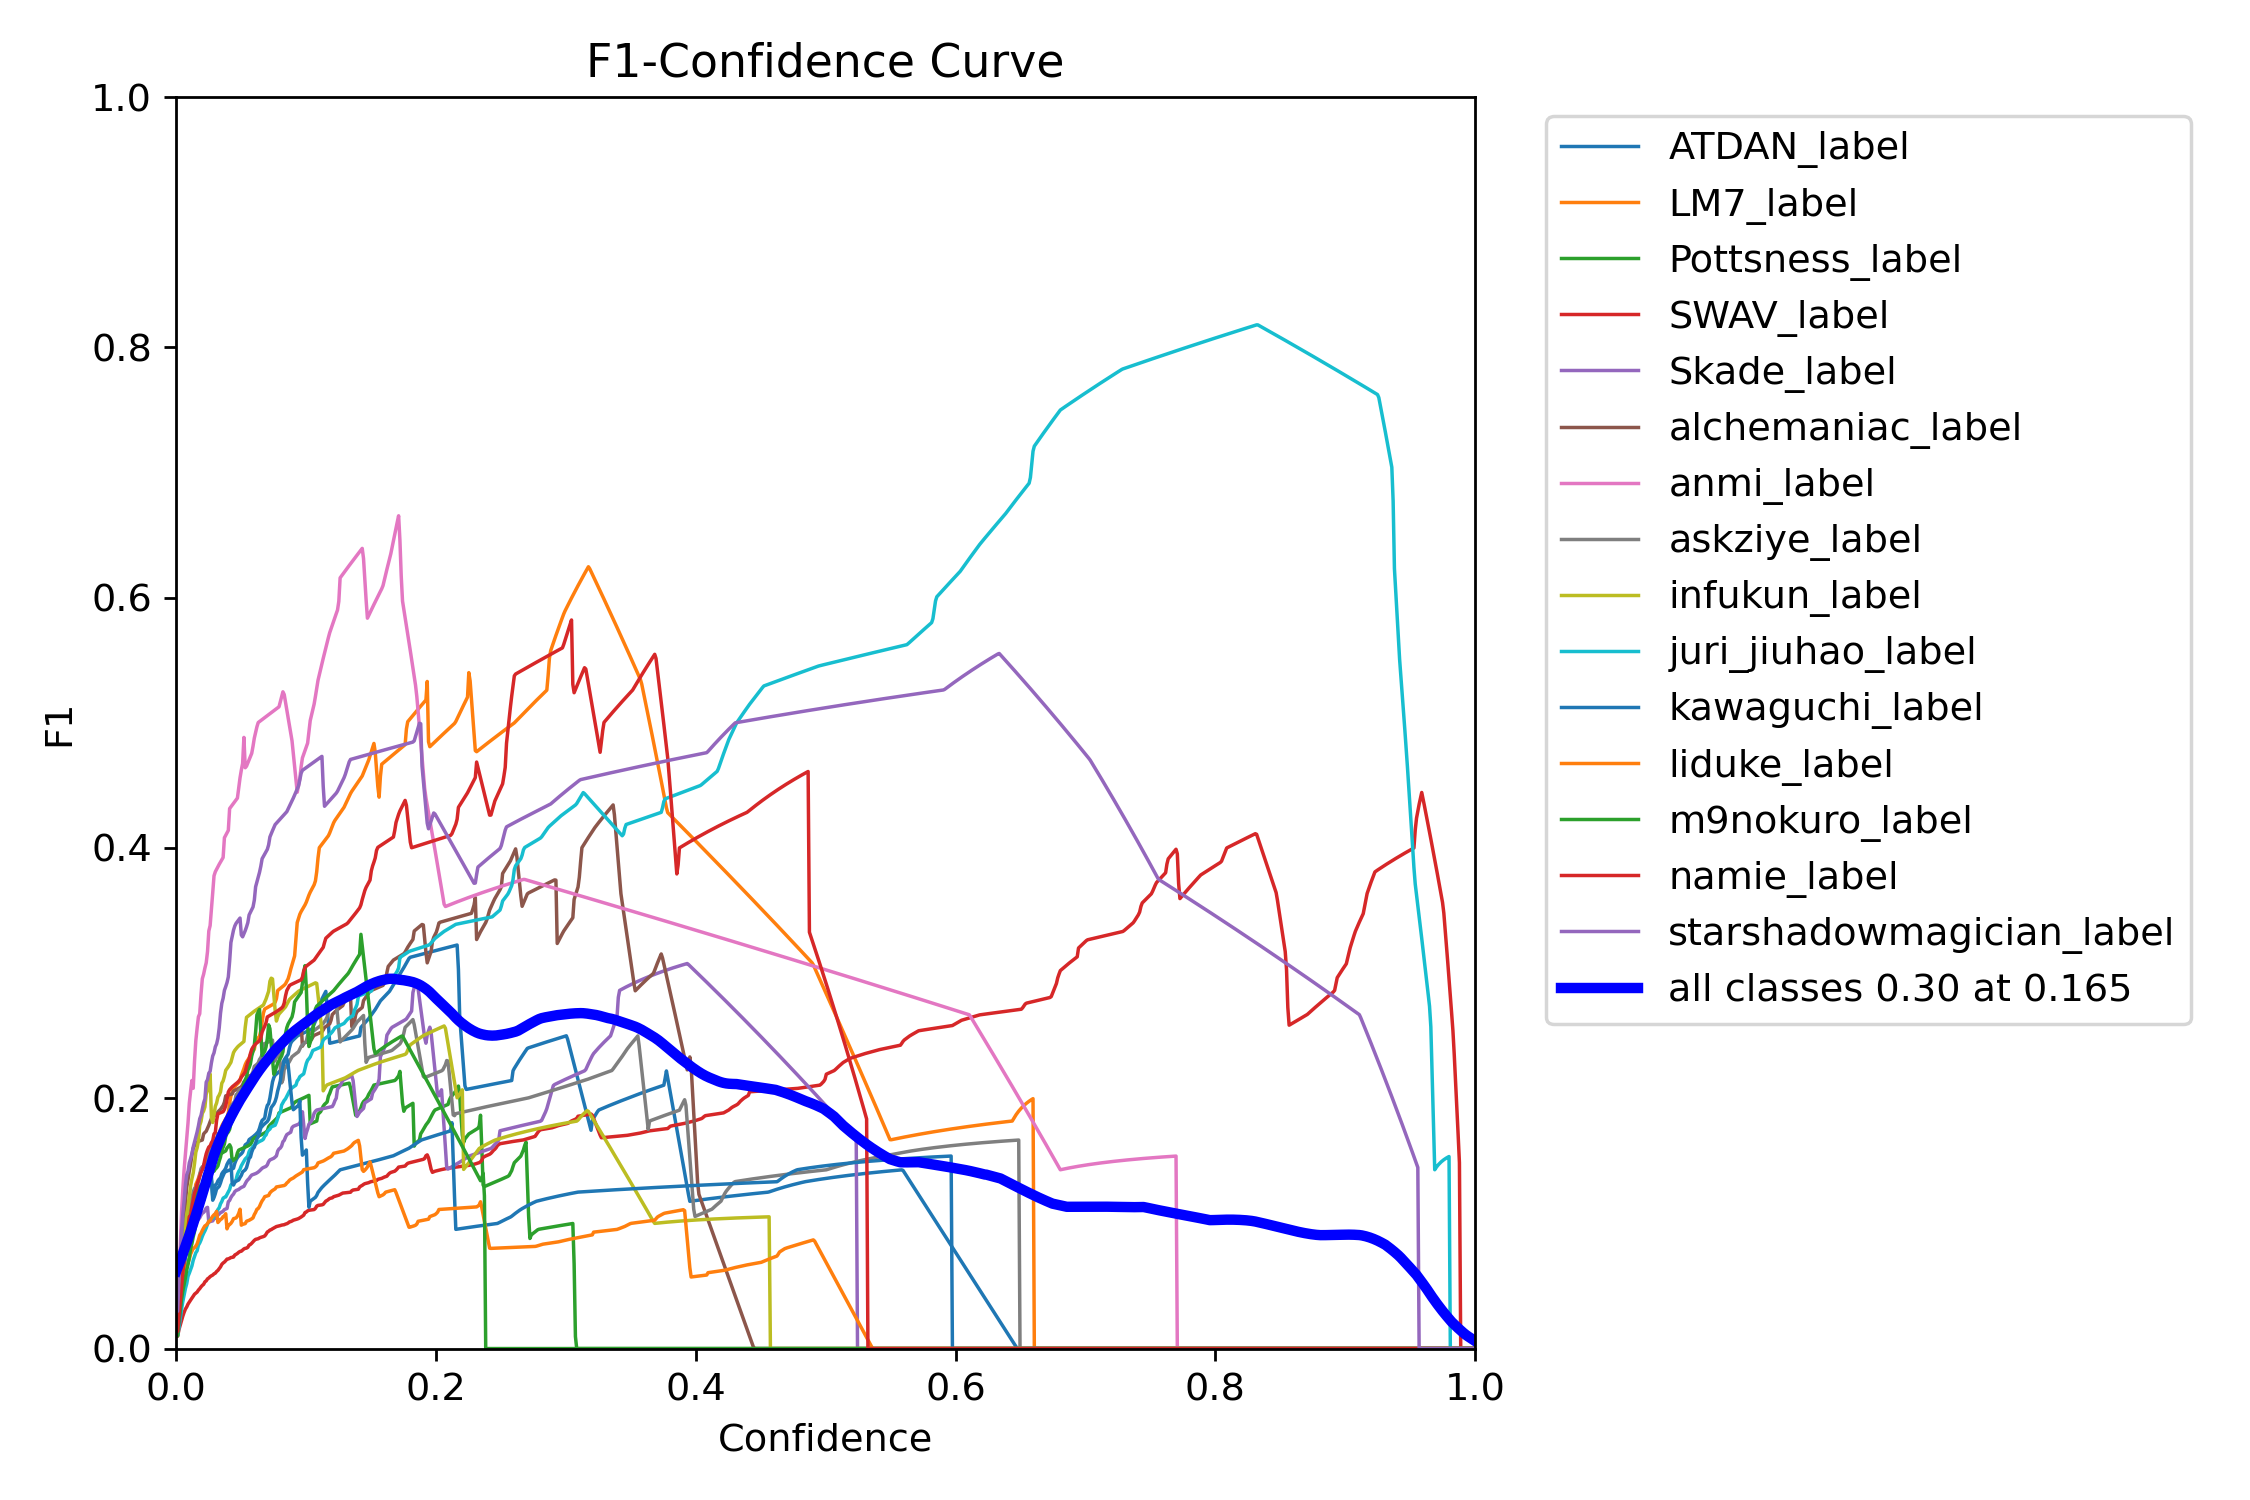 F1-Confidence Curve
1.0
0.8
0.6
0.4
0.2
0.0
F1
0.0 0.2 0.4 0.6 0.8 1.0
Confidence
ATDAN_label
LM7_label
Pottsness_label
SWAV_label
Skade_label
alchemaniac_label
anmi_label
askziye_label
infukun_label
juri_jiuhao_label
kawaguchi_label
liduke_label
m9nokuro_label
namie_label
starshadowmagician_label
all classes 0.30 at 0.165